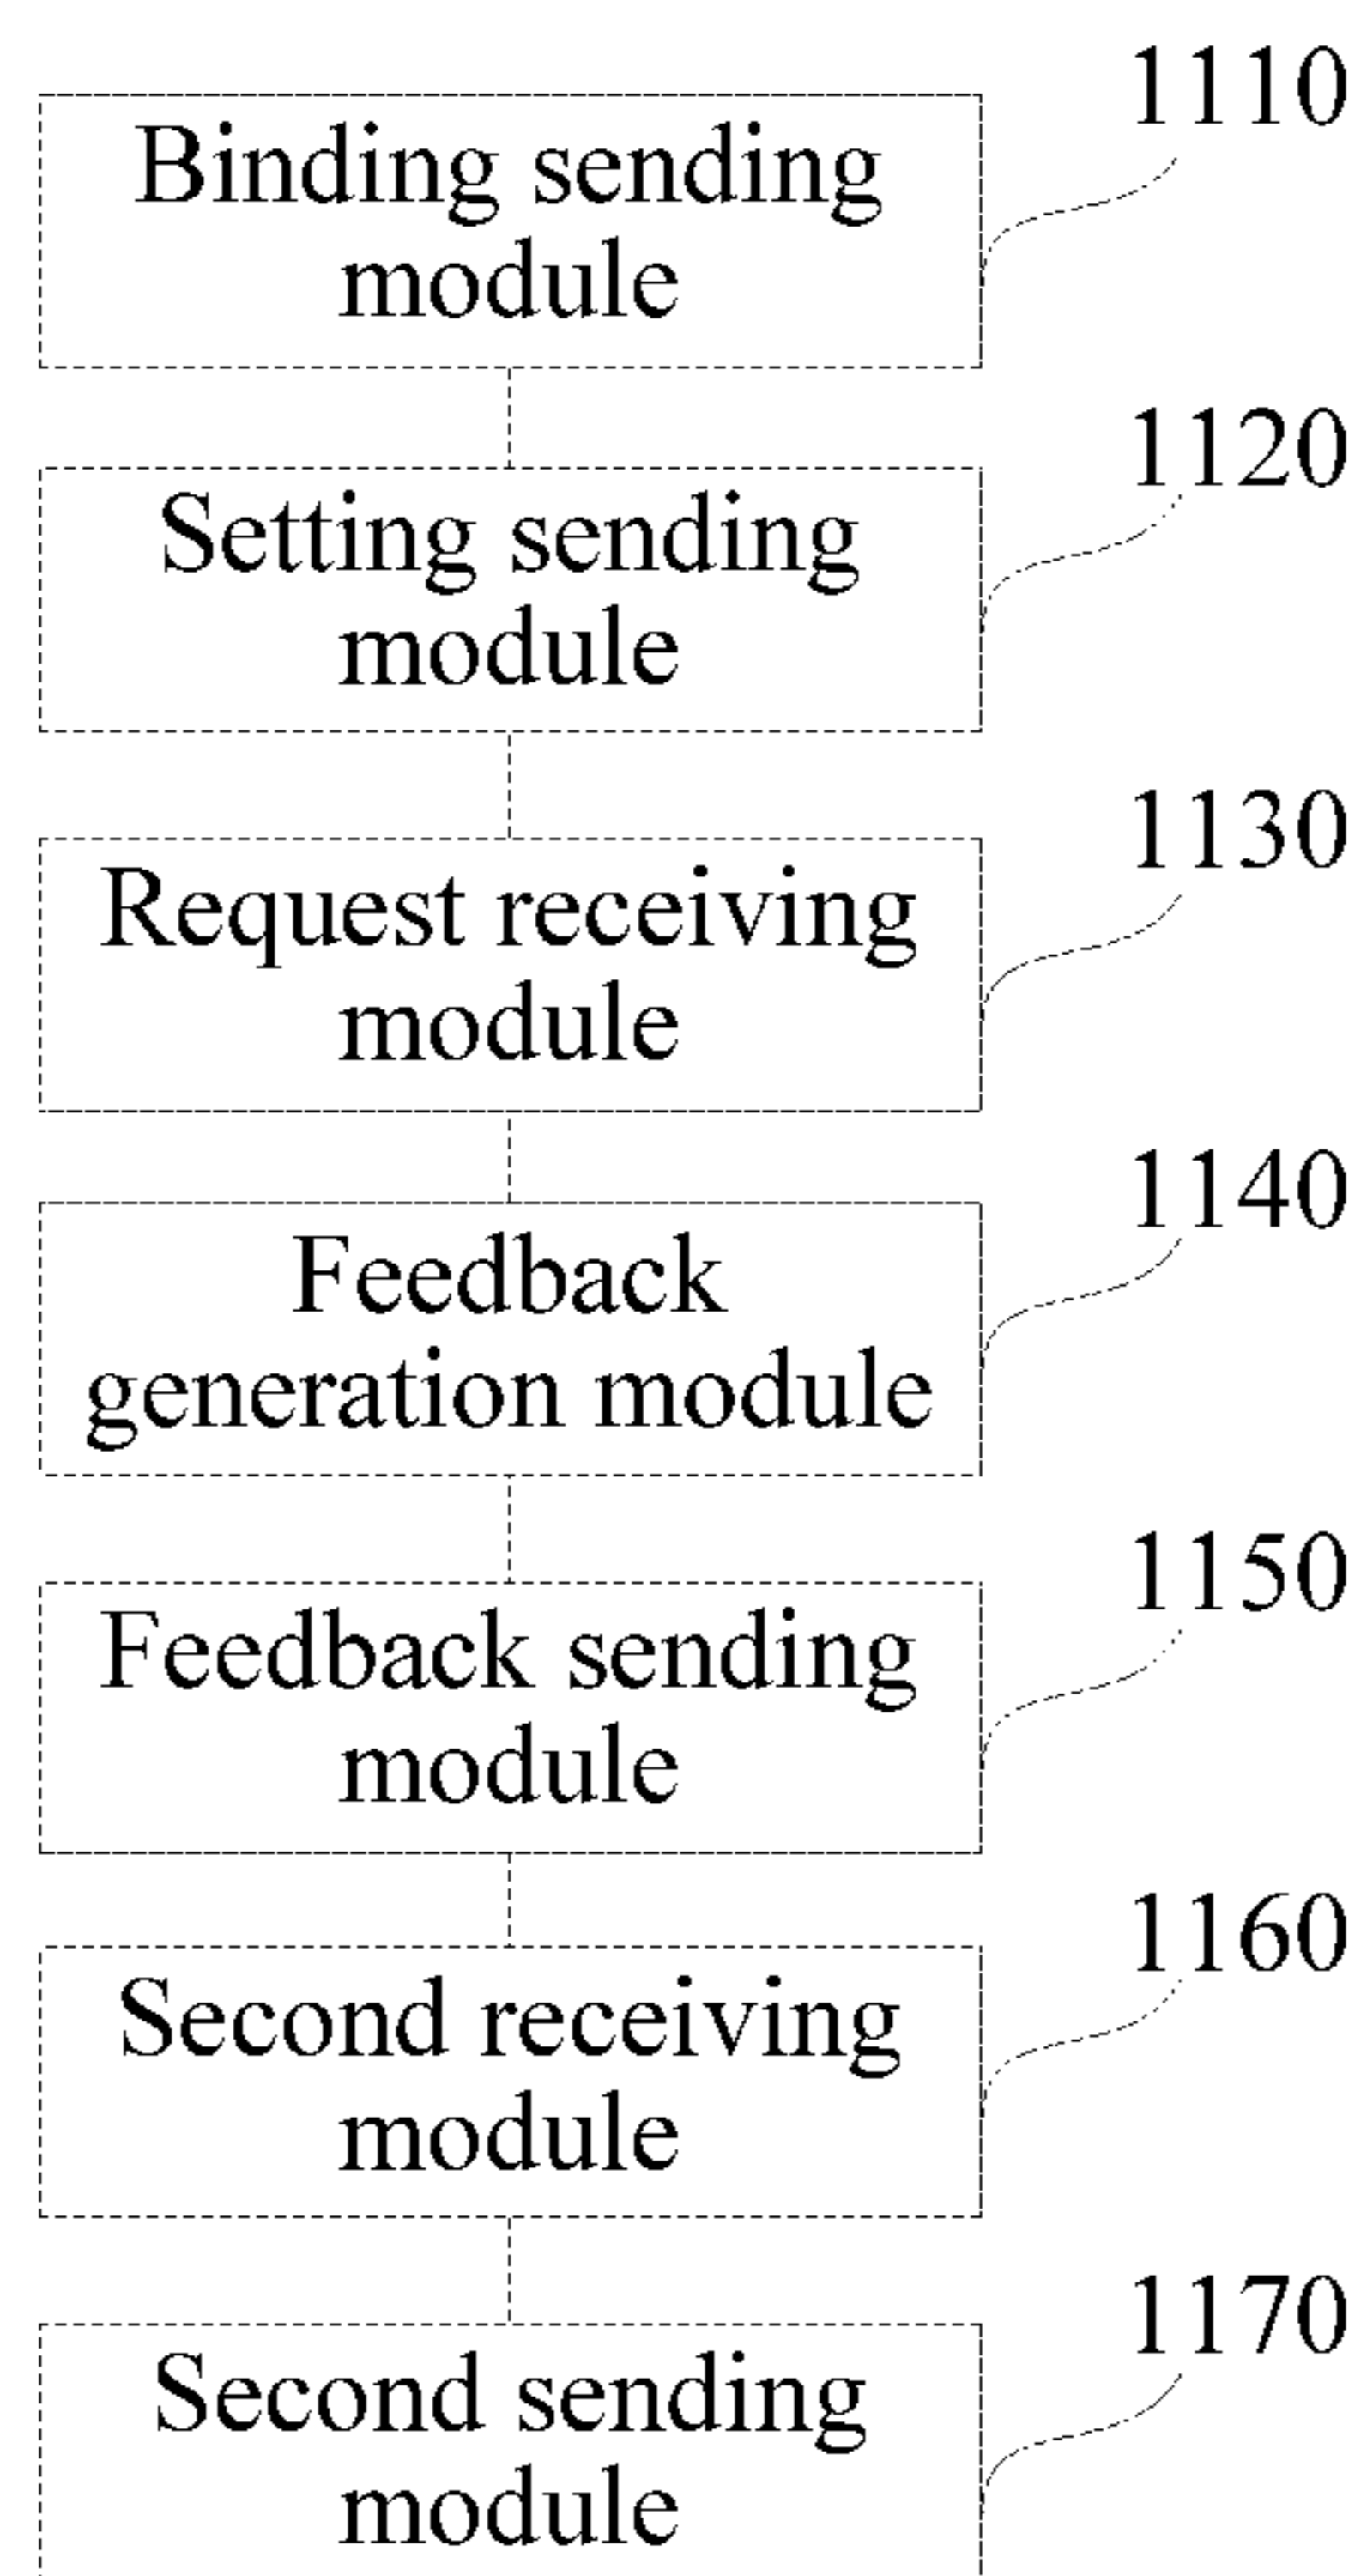 1110
Binding sending
module
1120
Setting sending
module
1130
Request receiving
module
1140
Feedback
generation module
1150
Feedback sending
module
1160
Second receiving
module
1170
Second sending
module